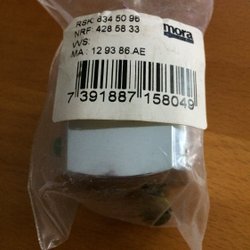 RSK: 834 50 96
mora
NRF: 428 58 33
VVS:
MA: 12 93 86.AE
7 391887 158049